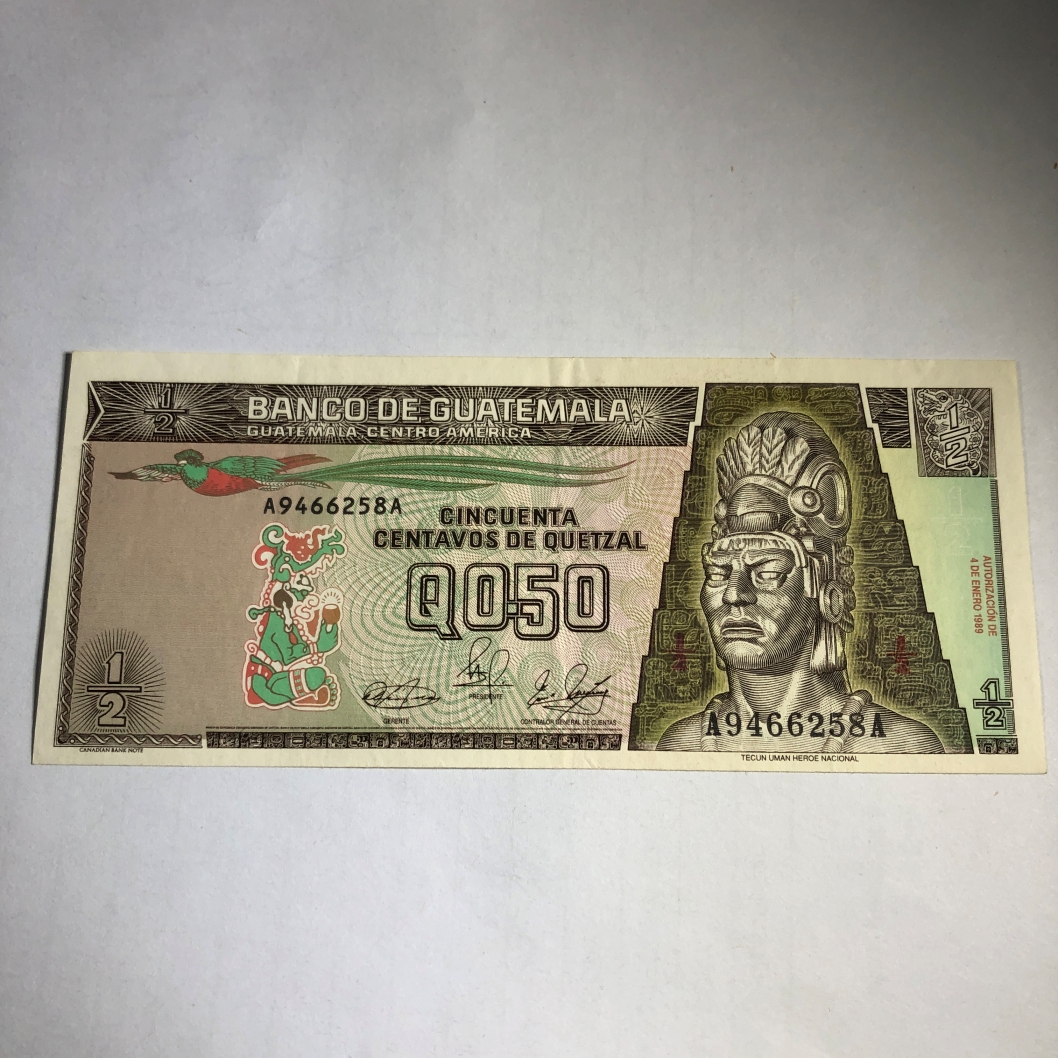 1/2
BANCO DE GUATEMALA
GUATEMALA, CENTRO AMERICA
1/2
A9466258A
CINCUENTA
CENTAVOS DE QUETZAL
Q0.50
AUTORIZACIÓN DE
4 DE ENERO 1989
1/2
GERENTE
PRESIDENTE
CONTRALOR GENERAL DE CUENTAS
A9466258A
1/2
CANADIAN BANK NOTE
TECUN UMAN HEROE NACIONAL